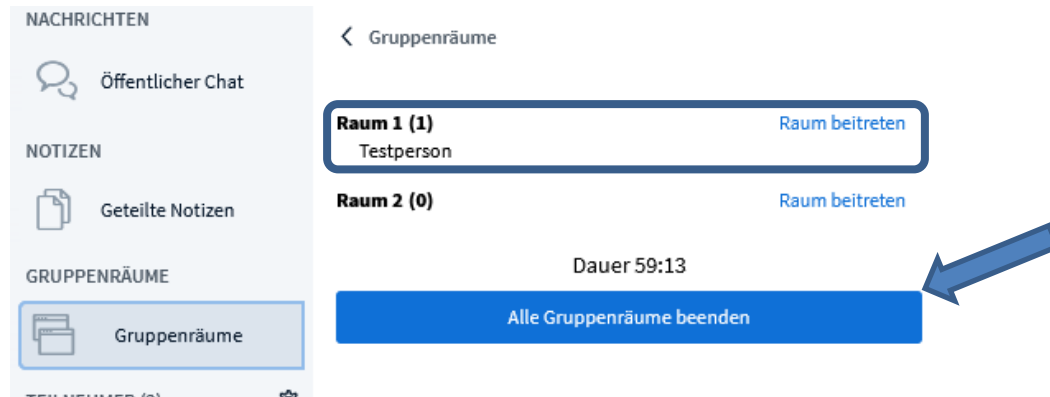 NACHRICHTEN
Öffentlicher Chat
NOTIZEN
Geteilte Notizen
GRUPPENRÄUME
Gruppenräume
Gruppenräume
Raum 1 (1) Raum beitreten
Testperson
Raum 2 (0) Raum beitreten
Dauer 59:13
Alle Gruppenräume beenden